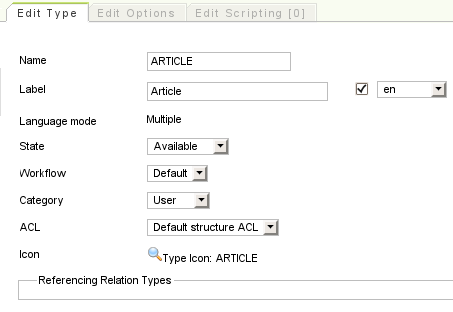 Edit Type Edit Options Edit Scripting [0]
Name ARTICLE
Label Article en
Language mode Multiple
State Available
Workflow Default
Category User
ACL Default structure ACL
Icon Type Icon: ARTICLE
Referencing Relation Types